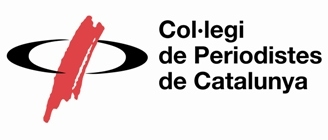 Col·legi
de Periodistes
de Catalunya